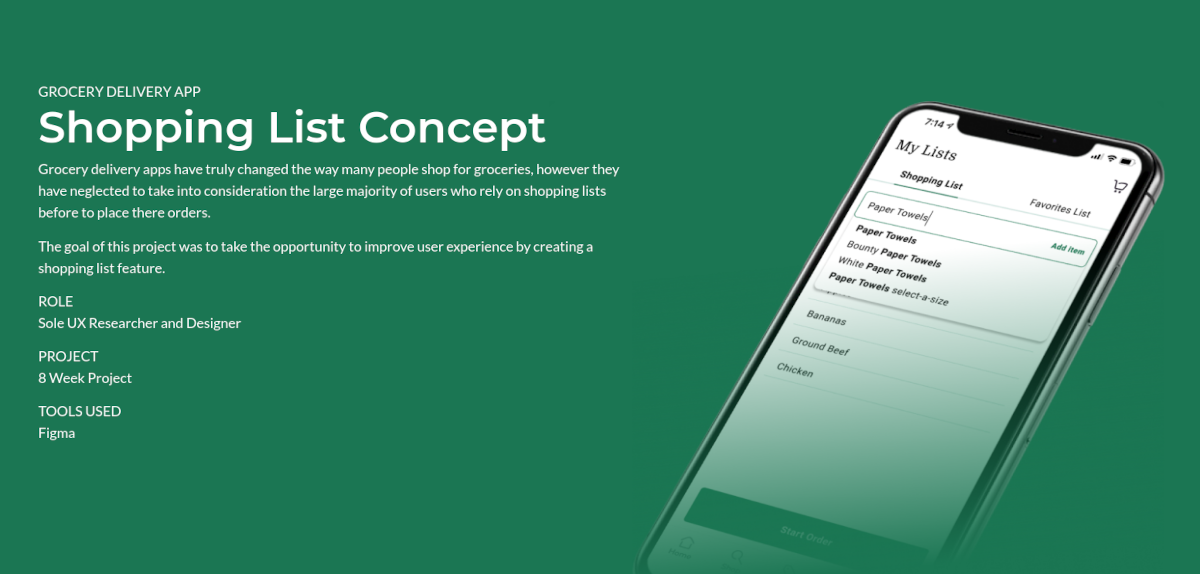 GROCERY DELIVERY APP
Shopping List Concept
Grocery delivery apps have truly changed the way many people shop for groceries, however they
have neglected to take into consideration the large majority of users who rely on shopping lists
before to place there orders.
The goal of this project was to take the opportunity to improve user experience by creating a
shopping list feature.
ROLE
Sole UX Researcher and Designer
PROJECT
8 Week Project
TOOLS USED
Figma
7:14
My Lists
Shopping List
Favorites List
Paper Towels
Add Item
Paper Towels
Bounty Paper Towels
White Paper Towels
Paper Towels select-a-size
Bananas
Ground Beef
Chicken
Start Order
Home